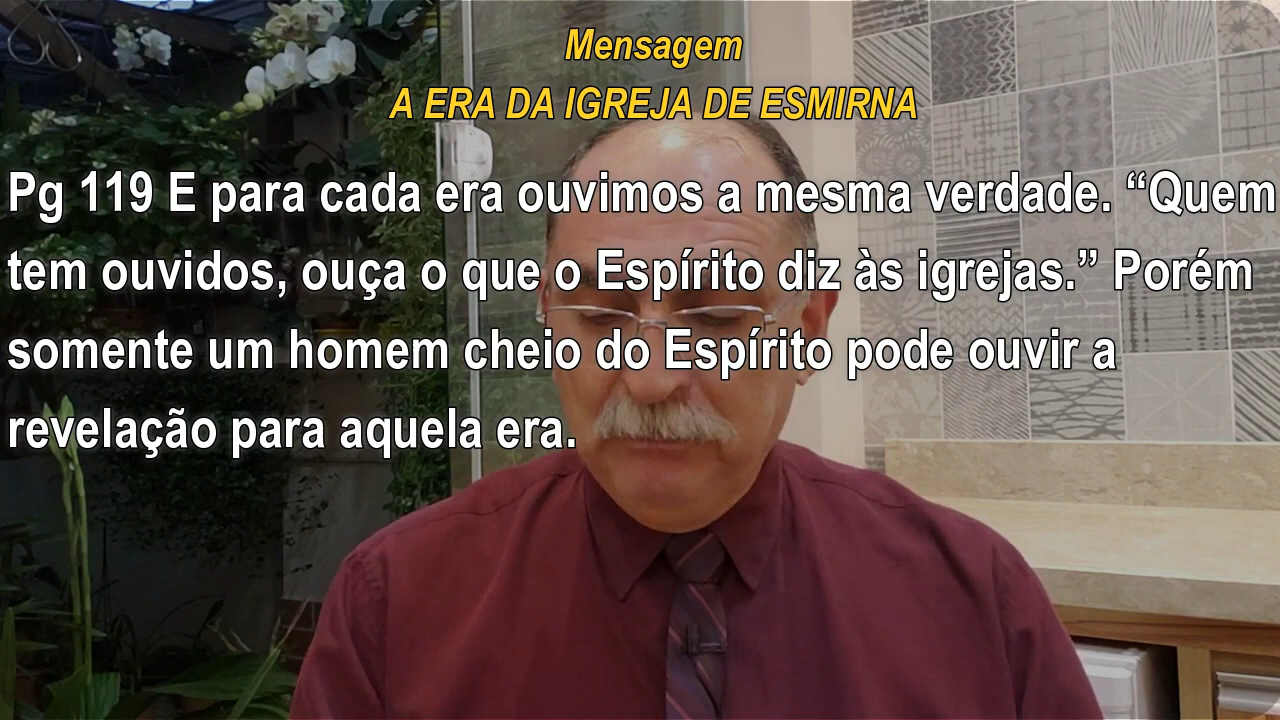 Mensagem
A ERA DA IGREJA DE ESMIRNA
Pg 119 E para cada era ouvimos a mesma verdade. “Quem
tem ouvidos, ouça o que o Espírito diz às igrejas.” Porém
somente um homem cheio do Espírito pode ouvir a
revelação para aquela era.